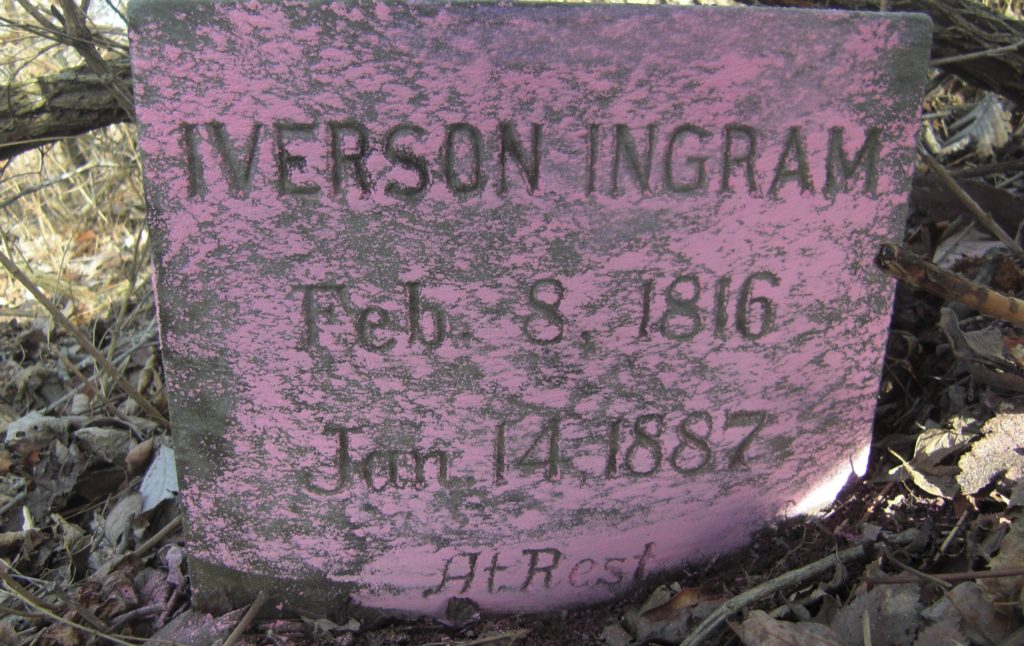 IVERSON INGRAM
Feb. 8, 1816
Jan. 14, 1887
At Rest